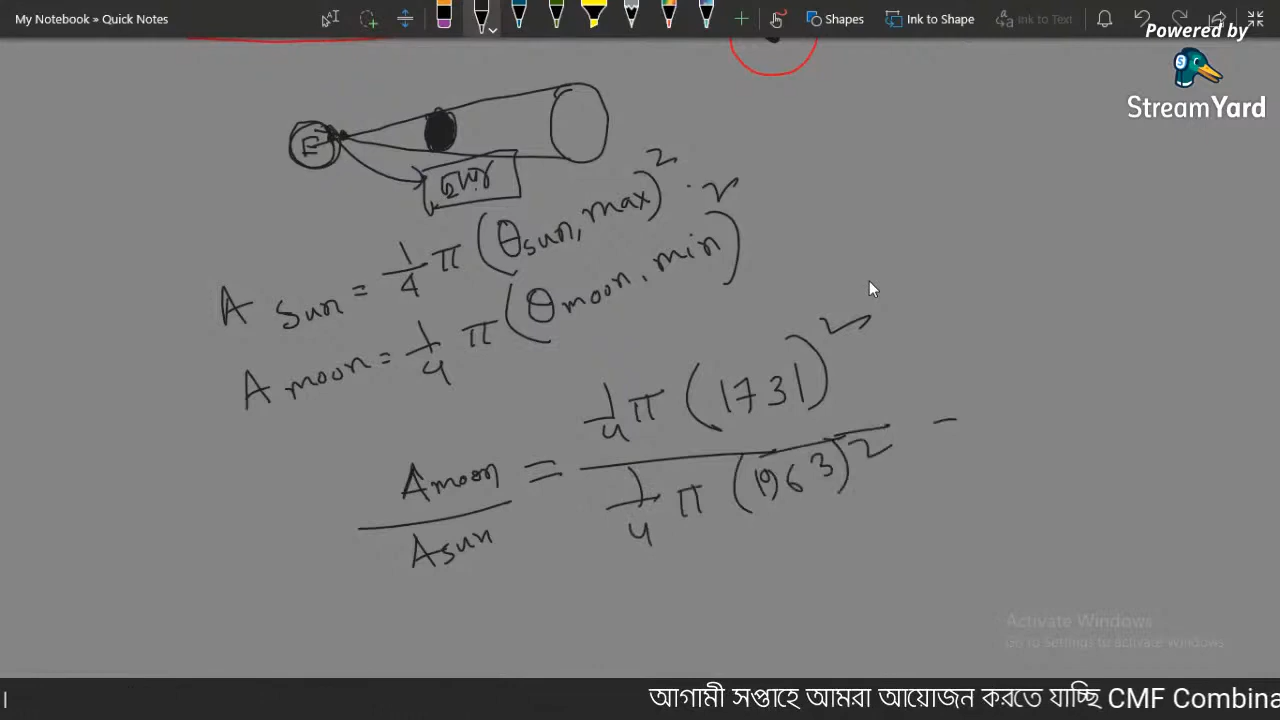 My Notebook » Quick Notes
Shapes
Ink to Shape
Ink to Text
Powered by
S
StreamYard
E
A sun = 1/4 π (θsun, max)²
A moon = 1/4 π (θmoon, min)²
Amoon/Asun = 1/4 π (1731)² / 1/4 π (1963)² -
Activate Windows
Go to Settings to activate Windows
আগামী সপ্তাহে আমরা আয়োজন করতে যাচ্ছি CMF Combina